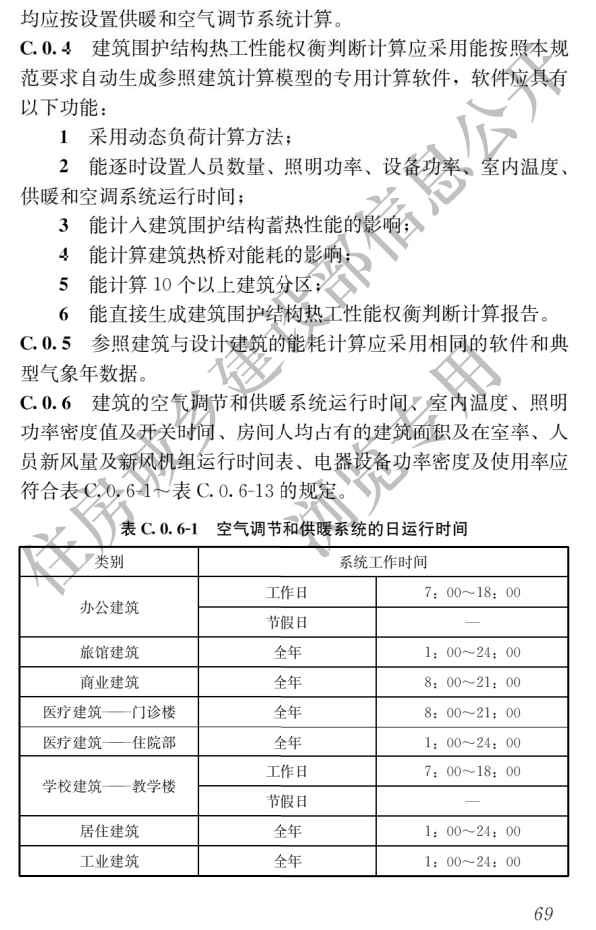 均应按设置供暖和空气调节系统计算。
C.0.4 建筑围护结构热工性能权衡判断计算应采用能按照本规
范要求自动生成参照建筑计算模型的专用计算软件，软件应具有
以下功能：
1 采用动态负荷计算方法；
2 能逐时设置人员数量、照明功率、设备功率、室内温度、
供暖和空调系统运行时间；
3 能计入建筑围护结构蓄热性能的影响；
4 能计算建筑热桥对能耗的影响；
5 能计算 10 个以上建筑分区；
6 能直接生成建筑围护结构热工性能权衡判断计算报告。
C.0.5 参照建筑与设计建筑的能耗计算应采用相同的软件和典
型气象年数据。
C.0.6 建筑的空气调节和供暖系统运行时间、室内温度、照明
功率密度值及开关时间、房间人均占有的建筑面积及在室率、人
员新风量及新风机组运行时间表、电器设备功率密度及使用率应
符合表 C.0.6-1～表 C.0.6-13 的规定。
表 C.0.6-1 空气调节和供暖系统的日运行时间
类别 系统工作时间
办公建筑 工作日 7：00～18：00
节假日 —
旅馆建筑 全年 1：00～24：00
商业建筑 全年 8：00～21：00
医疗建筑——门诊楼 全年 8：00～21：00
医疗建筑——住院部 全年 1：00～24：00
学校建筑——教学楼 工作日 7：00～18：00
节假日 —
居住建筑 全年 1：00～24：00
工业建筑 全年 1：00～24：00
69
住房城乡建设部信息公开
浏览专用